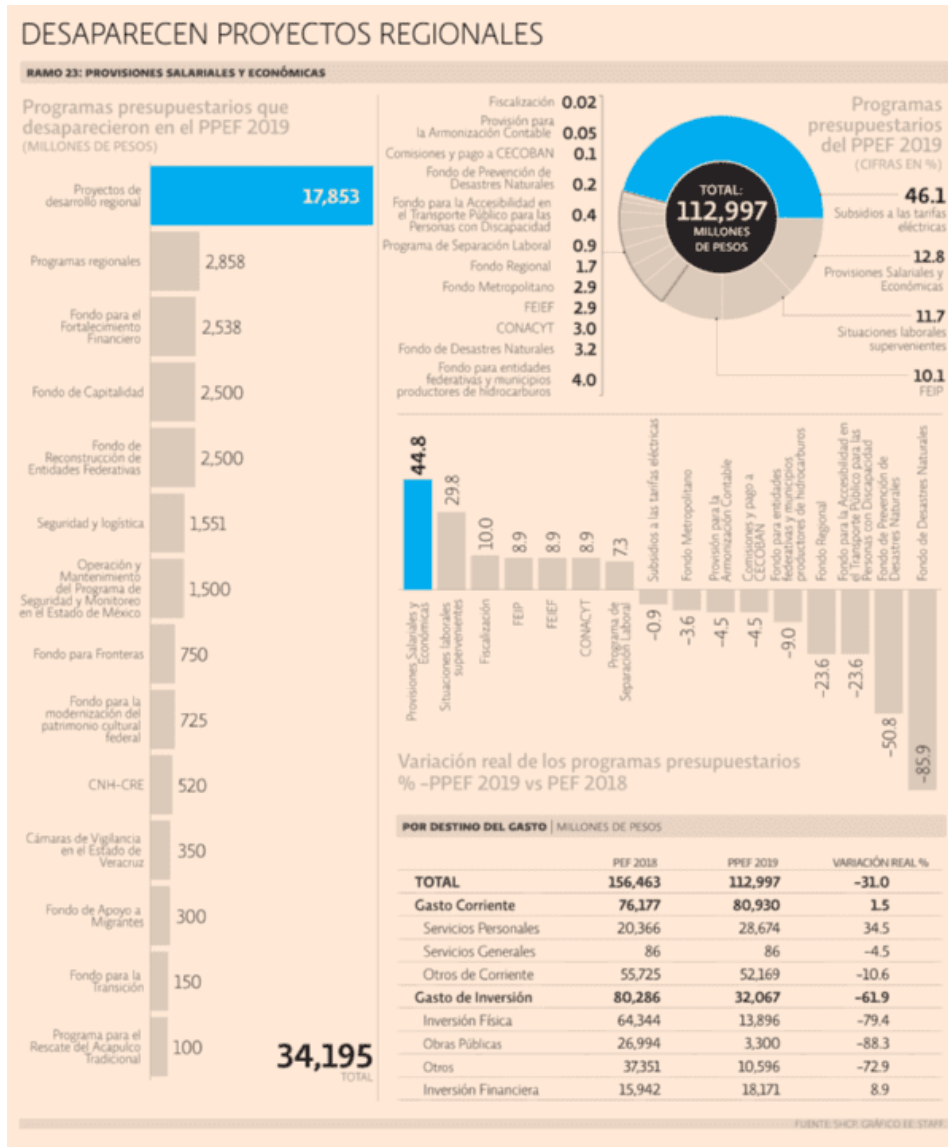 DESAPARECEN PROYECTOS REGIONALES
RAMO 23: PROVISIONES SALARIALES Y ECONÓMICAS
Programas presupuestarios que
desaparecieron en el PPEF 2019
(MILLONES DE PESOS)
Proyectos de
desarrollo regional
17,853
Programas regionales
2,858
Fondo para el
Fortalecimiento
Financiero
2,538
Fondo de Capitalidad
2,500
Fondo de
Reconstrucción de
Entidades Federativas
2,500
Seguridad y logística
1,551
Operación y
Mantenimiento
del Programa de
Seguridad y Monitoreo
en el Estado de México
1,500
Fondo para Fronteras
750
Fondo para la
modernización del
patrimonio cultural
federal
725
CNH-CRE
520
Cámaras de Vigilancia
en el Estado de
Veracruz
350
Fondo de Apoyo a
Migrantes
300
Fondo para la
Transición
150
Programa para el
Rescate del Acapulco
Tradicional
100
34,195
TOTAL
Fiscalización 0.02
Provisión para
la Armonización Contable 0.05
Comisiones y pago a CECOBAN 0.1
Fondo de Prevención de
Desastres Naturales 0.2
Fondo para la Accesibilidad en
el Transporte Público para las
Personas con Discapacidad
0.4
Programa de Separación Laboral 0.9
Fondo Regional 1.7
Fondo Metropolitano 2.9
FEIEF 2.9
CONACYT 3.0
Fondo de Desastres Naturales 3.2
Fondo para entidades
federativas y municipios
productores de hidrocarburos
4.0
Programas
presupuestarios
del PPEF 2019
(CIFRAS EN %)
TOTAL:
112,997
MILLONES
DE PESOS
46.1
Subsidios a las tarifas
eléctricas
12.8
Provisiones Salariales y
Económicas
11.7
Situaciones laborales
supervenientes
10.1
FEIP
44.8
Provisiones Salariales y
Económicas
29.8
Situaciones laborales
supervenientes
10.0
Fiscalización
8.9
FEIP
8.9
FEIEF
8.9
CONACYT
7.3
Programa de
Separación Laboral
Subsidios a las tarifas eléctricas
-0.9
Fondo Metropolitano
-3.6
Provisión para la
Armonización Contable
-4.5
Comisiones y pago a
CECOBAN
-4.5
Fondo para entidades
federativas y municipios
productores de hidrocarburos
-9.0
Fondo Regional
-23.6
Fondo para la Accesibilidad en
el Transporte Público para las
Personas con Discapacidad
-23.6
Fondo de Prevención de
Desastres Naturales
-50.8
Fondo de Desastres Naturales
-85.9
Variación real de los programas presupuestarios
% -PPEF 2019 vs PEF 2018
POR DESTINO DEL GASTO | MILLONES DE PESOS
PEF 2018 PPEF 2019 VARIACIÓN REAL %
TOTAL 156,463 112,997 -31.0
Gasto Corriente 76,177 80,930 1.5
Servicios Personales 20,366 28,674 34.5
Servicios Generales 86 86 -4.5
Otros de Corriente 55,725 52,169 -10.6
Gasto de Inversión 80,286 32,067 -61.9
Inversión Física 64,344 13,896 -79.4
Obras Públicas 26,994 3,300 -88.3
Otros 37,351 10,596 -72.9
Inversión Financiera 15,942 18,171 8.9
FUENTE: SHCP. GRÁFICO EE: STAFF